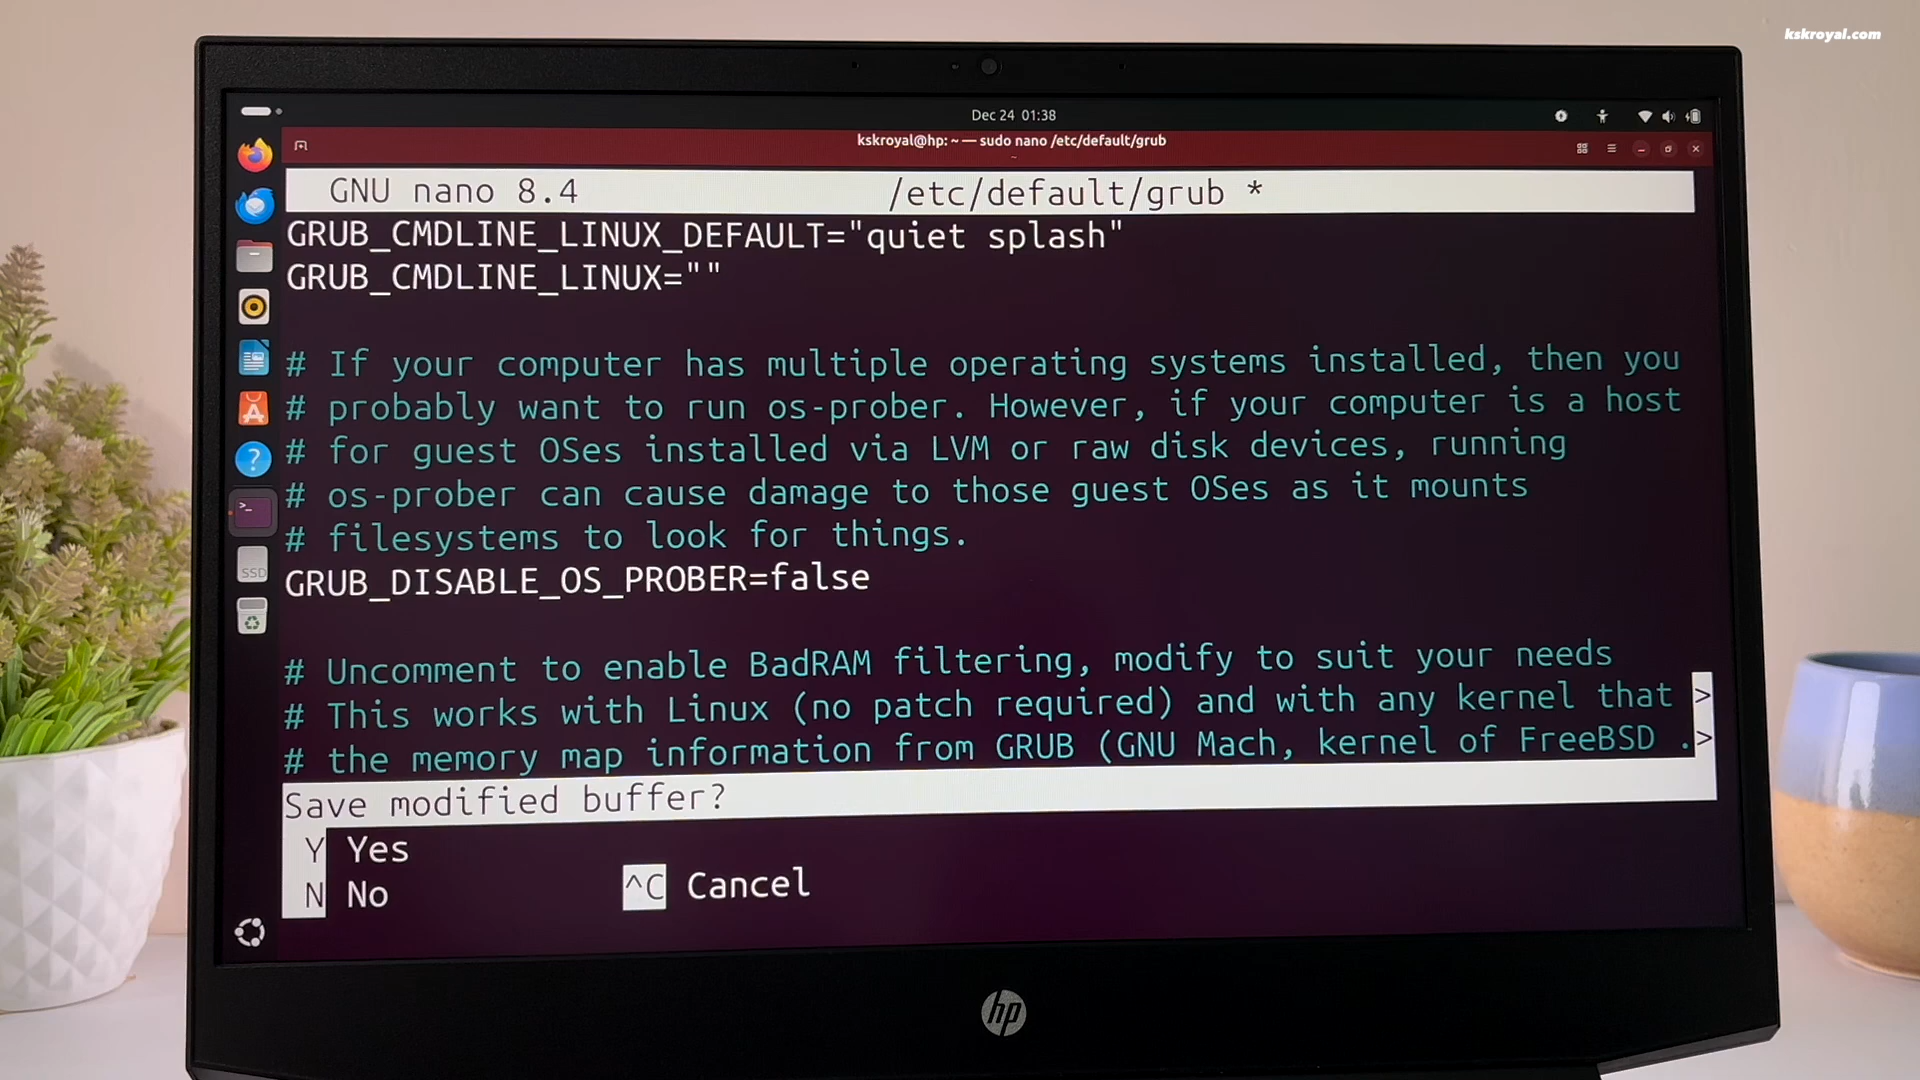 kskroyal.com
Dec 24 01:38
kskroyal@hp: ~ — sudo nano /etc/default/grub
~
GNU nano 8.4 /etc/default/grub *
GRUB_CMDLINE_LINUX_DEFAULT="quiet splash"
GRUB_CMDLINE_LINUX=""
# If your computer has multiple operating systems installed, then you
# probably want to run os-prober. However, if your computer is a host
# for guest OSes installed via LVM or raw disk devices, running
# os-prober can cause damage to those guest OSes as it mounts
# filesystems to look for things.
GRUB_DISABLE_OS_PROBER=false
# Uncomment to enable BadRAM filtering, modify to suit your needs
# This works with Linux (no patch required) and with any kernel that >
# the memory map information from GRUB (GNU Mach, kernel of FreeBSD .>
Save modified buffer?
Y Yes
N No ^C Cancel
SSD
hp